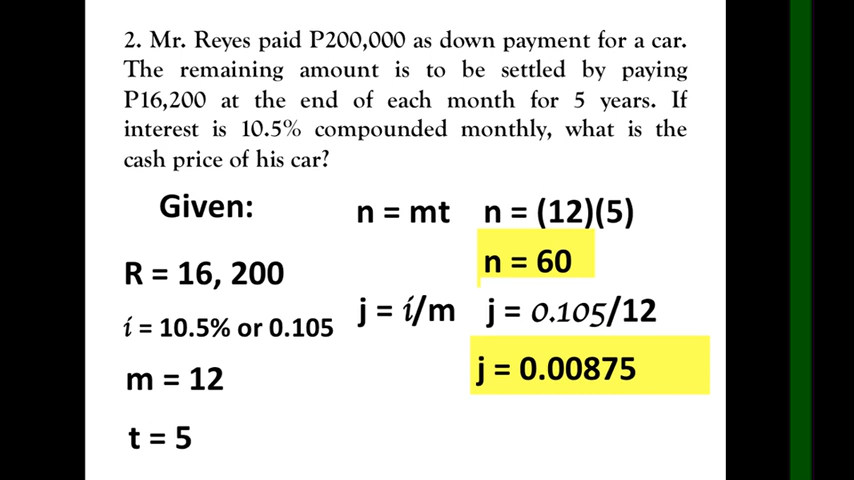 2. Mr. Reyes paid P200,000 as down payment for a car.
The remaining amount is to be settled by paying
P16,200 at the end of each month for 5 years. If
interest is 10.5% compounded monthly, what is the
cash price of his car?
Given:
n = mt n = (12)(5)
n = 60
R = 16, 200
j = i/m j = 0.105/12
i = 10.5% or 0.105
j = 0.00875
m = 12
t = 5